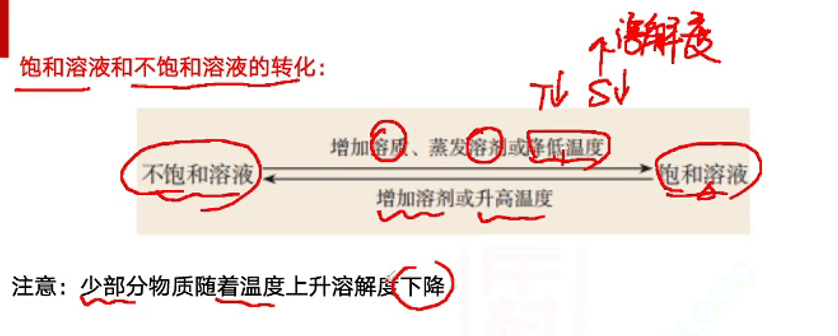 溶解度
饱和溶液和不饱和溶液的转化：
T↓ S↓
增加溶质、蒸发溶剂或降低温度
不饱和溶液
饱和溶液
增加溶剂或升高温度
注意：少部分物质随着温度上升溶解度下降